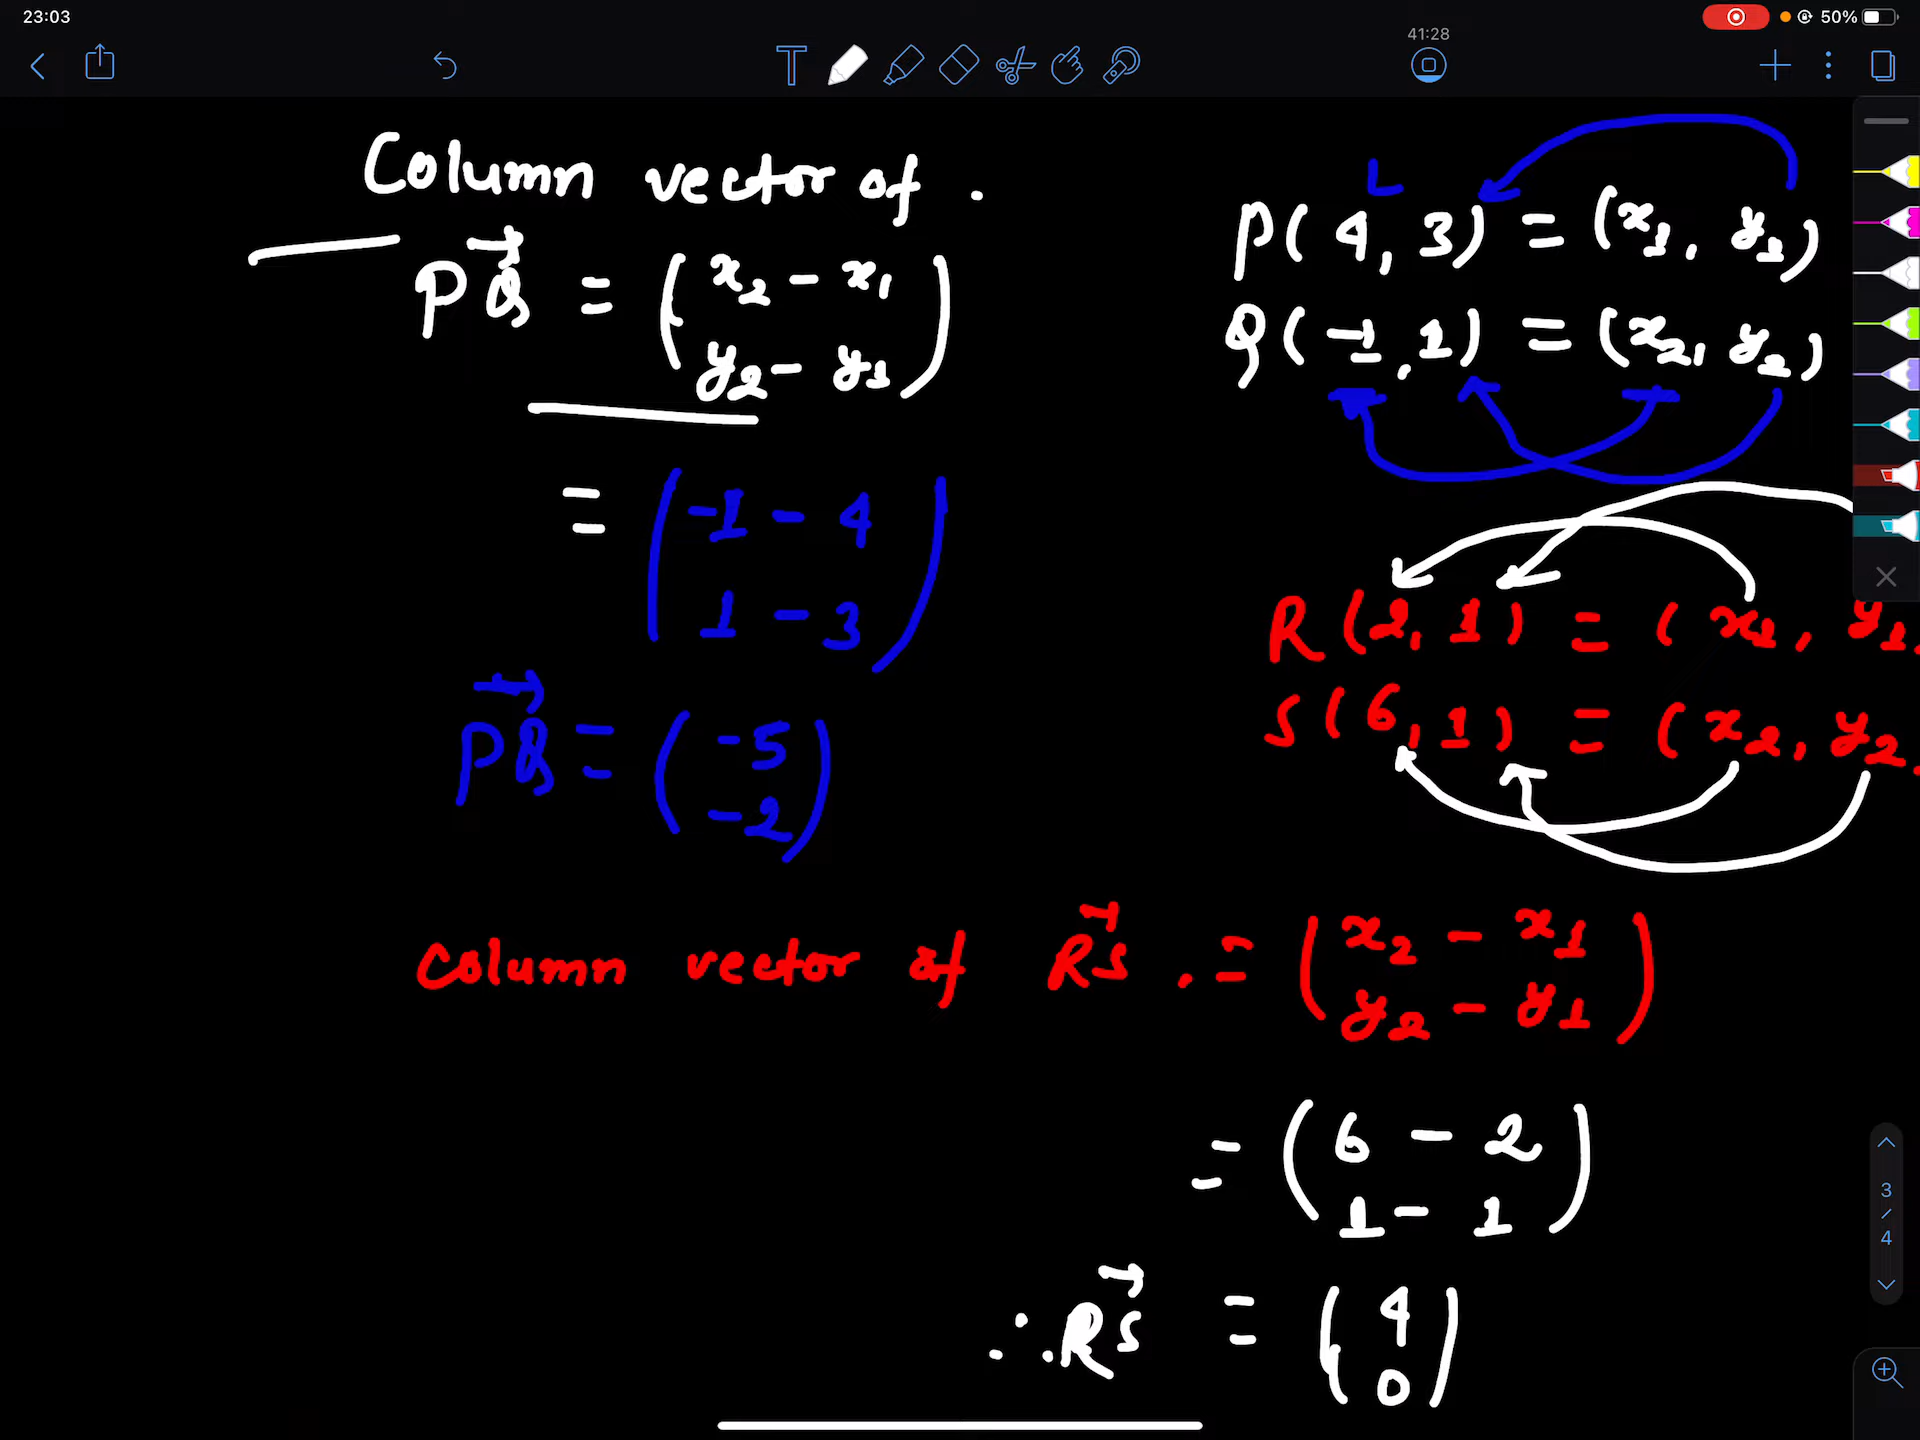 23:03
50%
41:28
Column vector of .
P(4,3) = (x₁, y₁)
PQ⃗ = (x₂ - x₁
y₂ - y₁)
Q(-1,1) = (x₂, y₂)
= (-1 - 4
1 - 3)
R(2,1) = (x₁, y₁
S(6,1) = (x₂, y₂
PQ⃗ = (-5
-2)
Column vector of RS⃗ . = (x₂ - x₁
y₂ - y₁)
= (6 - 2
1 - 1)
∴ RS⃗ = (4
0)
3
/
4